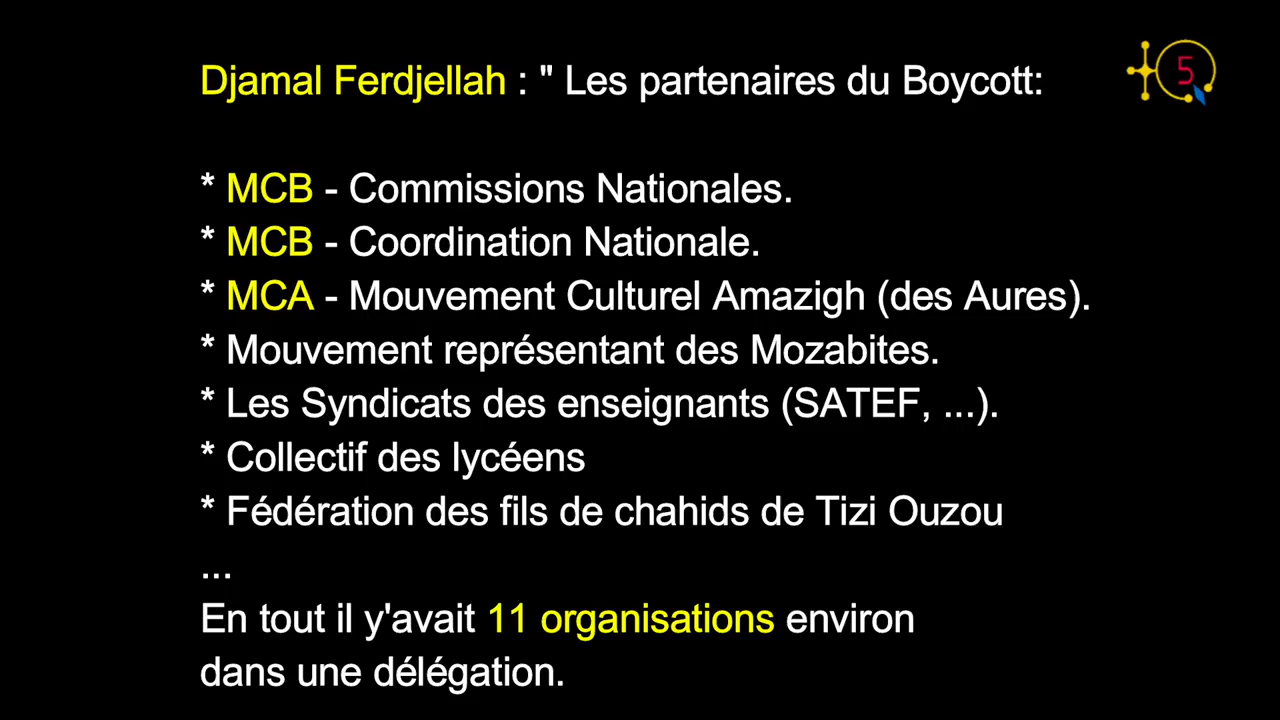 Djamal Ferdjellah : " Les partenaires du Boycott:
5
* MCB - Commissions Nationales.
* MCB - Coordination Nationale.
* MCA - Mouvement Culturel Amazigh (des Aures).
* Mouvement représentant des Mozabites.
* Les Syndicats des enseignants (SATEF, ...).
* Collectif des lycéens
* Fédération des fils de chahids de Tizi Ouzou
...
En tout il y'avait 11 organisations environ
dans une délégation.